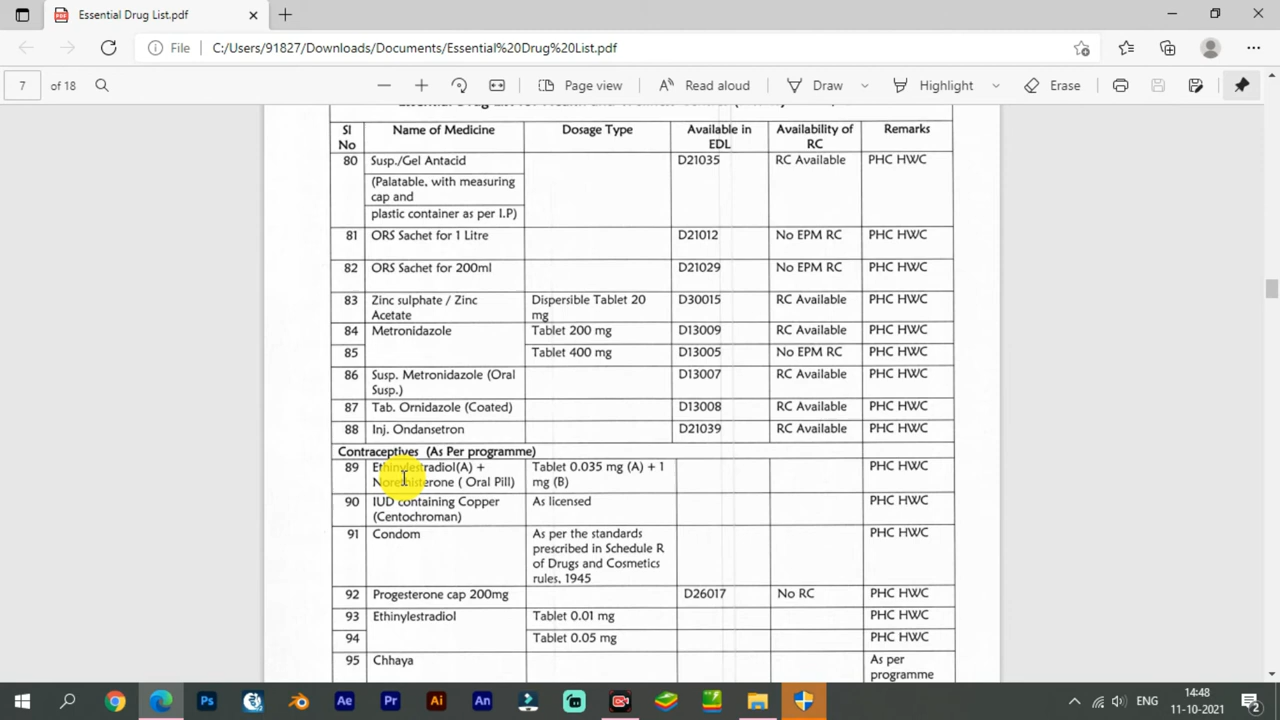 Essential Drug List.pdf
File
C:/Users/91827/Downloads/Documents/Essential%20Drug%20List.pdf
7 of 18
Page view
Read aloud
Draw
Highlight
Erase
Sl No
Name of Medicine
Dosage Type
Available in EDL
Availability of RC
Remarks
80 Susp./Gel Antacid D21035 RC Available PHC HWC
(Palatable, with measuring
cap and
plastic container as per I.P)
81 ORS Sachet for 1 Litre D21012 No EPM RC PHC HWC
82 ORS Sachet for 200ml D21029 No EPM RC PHC HWC
83 Zinc sulphate / Zinc Dispersible Tablet 20 D30015 RC Available PHC HWC
Acetate mg
84 Metronidazole Tablet 200 mg D13009 RC Available PHC HWC
85 Tablet 400 mg D13005 No EPM RC PHC HWC
86 Susp. Metronidazole (Oral D13007 RC Available PHC HWC
Susp.)
87 Tab. Ornidazole (Coated) D13008 RC Available PHC HWC
88 Inj. Ondansetron D21039 RC Available PHC HWC
Contraceptives (As Per programme)
89 Ethinylestradiol(A) + Tablet 0.035 mg (A) + 1 PHC HWC
Norethisterone ( Oral Pill) mg (B)
90 IUD containing Copper As licensed PHC HWC
(Centochroman)
91 Condom As per the standards PHC HWC
prescribed in Schedule R
of Drugs and Cosmetics
rules, 1945
92 Progesterone cap 200mg D26017 No RC PHC HWC
93 Ethinylestradiol Tablet 0.01 mg PHC HWC
94 Tablet 0.05 mg PHC HWC
95 Chhaya As per
programme
ENG
14:48
11-10-2021